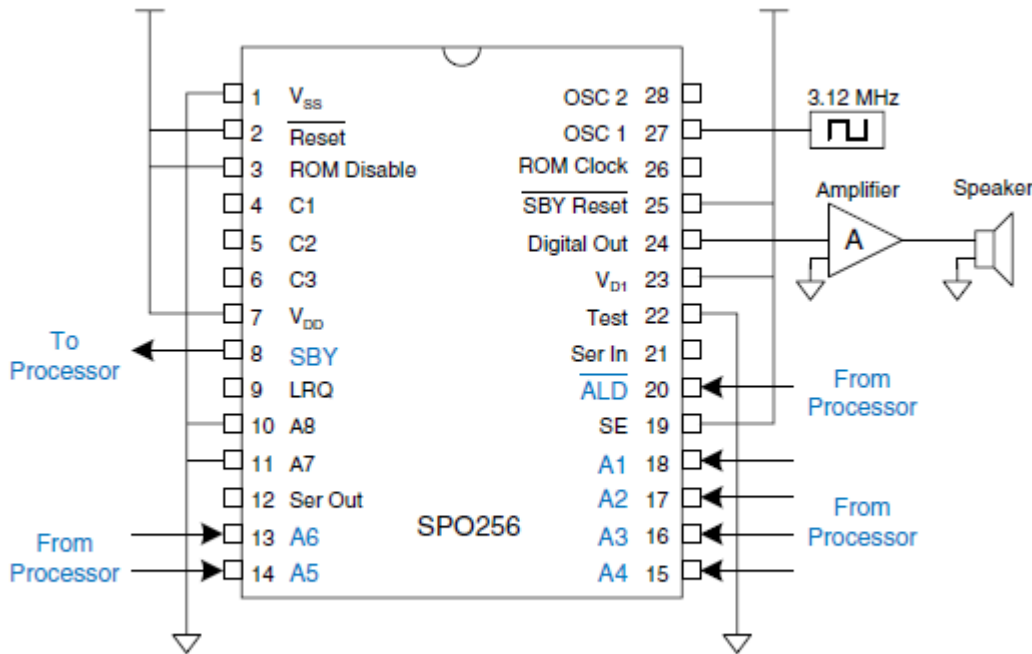 1 V_SS
2 Reset
3 ROM Disable
4 C1
5 C2
6 C3
7 V_DD
8 SBY
9 LRQ
10 A8
11 A7
12 Ser Out
13 A6
14 A5
To
Processor
From
Processor
SPO256
OSC 2 28
OSC 1 27
ROM Clock 26
SBY Reset 25
Digital Out 24
V_D1 23
Test 22
Ser In 21
ALD 20
SE 19
A1 18
A2 17
A3 16
A4 15
3.12 MHz
Amplifier
Speaker
A
From
Processor
From
Processor